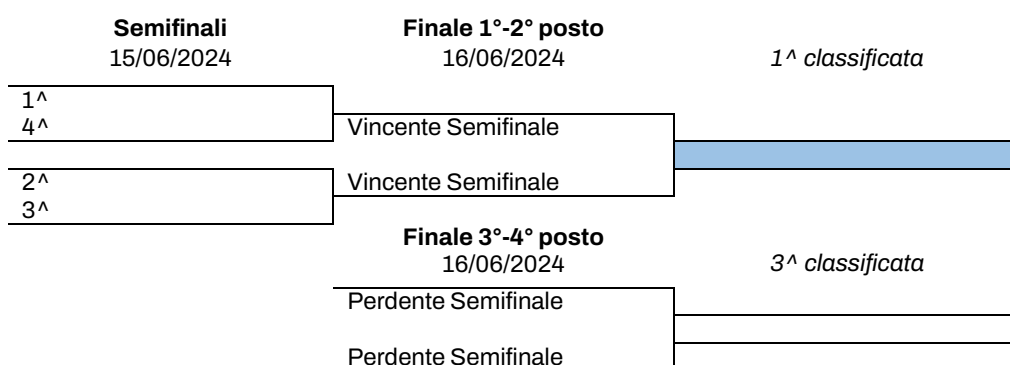 Semifinali
15/06/2024
Finale 1°-2° posto
16/06/2024
1^ classificata
1^
4^
Vincente Semifinale
2^
Vincente Semifinale
3^
Finale 3°-4° posto
16/06/2024
3^ classificata
Perdente Semifinale
Perdente Semifinale